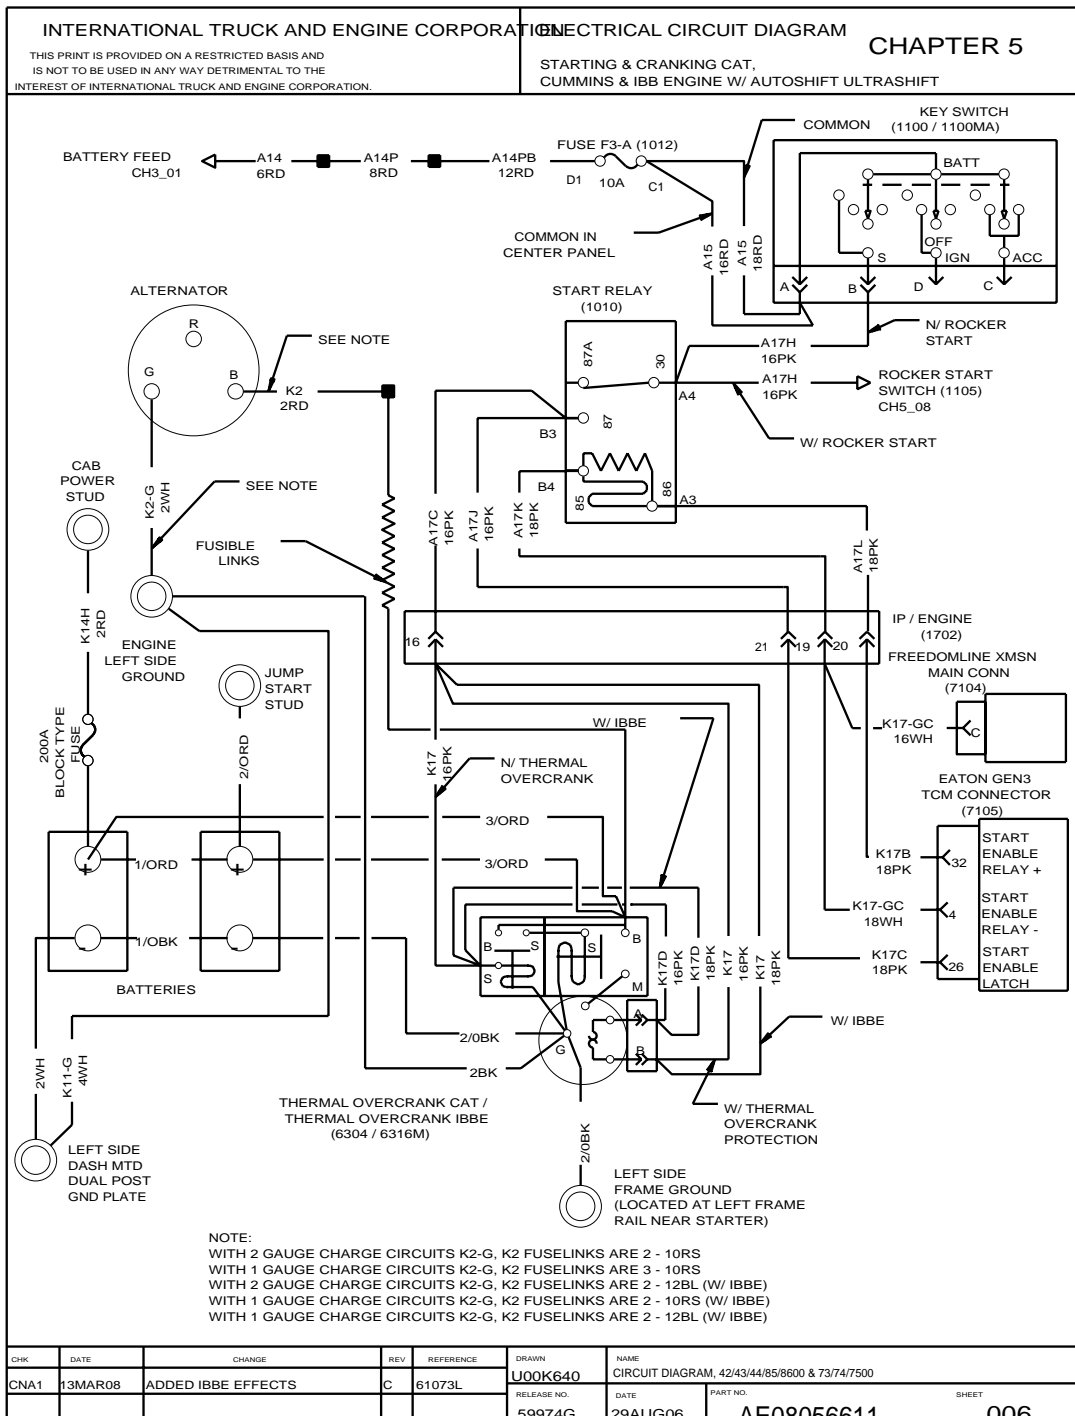 INTERNATIONAL TRUCK AND ENGINE CORPORATION
THIS PRINT IS PROVIDED ON A RESTRICTED BASIS AND
IS NOT TO BE USED IN ANY WAY DETRIMENTAL TO THE
INTEREST OF INTERNATIONAL TRUCK AND ENGINE CORPORATION.
ELECTRICAL CIRCUIT DIAGRAM
CHAPTER 5
STARTING & CRANKING CAT,
CUMMINS & IBB ENGINE W/ AUTOSHIFT ULTRASHIFT
KEY SWITCH
(1100 / 1100MA)
COMMON
BATTERY FEED
CH3_01
A14
6RD
A14P
8RD
A14PB
12RD
FUSE F3-A (1012)
D1
10A
C1
BATT
COMMON IN
CENTER PANEL
A15
16RD
A15
18RD
OFF
S
IGN
ACC
A
B
D
C
ALTERNATOR
R
G
B
SEE NOTE
K2
2RD
START RELAY
(1010)
87A
30
87
B3
B4
85
86
A4
A3
A17H
16PK
N/ ROCKER
START
A17H
16PK
ROCKER START
SWITCH (1105)
CH5_08
W/ ROCKER START
CAB
POWER
STUD
K2-G
2WH
SEE NOTE
FUSIBLE
LINKS
A17C
16PK
A17J
16PK
A17K
18PK
A17L
18PK
K14H
2RD
ENGINE
LEFT SIDE
GROUND
JUMP
START
STUD
16
21
19
20
IP / ENGINE
(1702)
FREEDOMLINE XMSN
MAIN CONN
(7104)
K17-GC
16WH
C
200A
BLOCK TYPE
FUSE
2/ORD
K17
16PK
N/ THERMAL
OVERCRANK
W/ IBBE
EATON GEN3
TCM CONNECTOR
(7105)
3/ORD
3/ORD
1/ORD
1/OBK
+
+
-
-
BATTERIES
K17B
18PK
32
START
ENABLE
RELAY +
K17-GC
18WH
4
START
ENABLE
RELAY -
K17C
18PK
26
START
ENABLE
LATCH
B
S
S
S
B
M
K17D
16PK
K17D
18PK
K17
16PK
K17
18PK
A
B
G
2/0BK
2BK
W/ IBBE
2WH
K11-G
4WH
THERMAL OVERCRANK CAT /
THERMAL OVERCRANK IBBE
(6304 / 6316M)
2/0BK
W/ THERMAL
OVERCRANK
PROTECTION
LEFT SIDE
DASH MTD
DUAL POST
GND PLATE
LEFT SIDE
FRAME GROUND
(LOCATED AT LEFT FRAME
RAIL NEAR STARTER)
NOTE:
WITH 2 GAUGE CHARGE CIRCUITS K2-G, K2 FUSELINKS ARE 2 - 10RS
WITH 1 GAUGE CHARGE CIRCUITS K2-G, K2 FUSELINKS ARE 3 - 10RS
WITH 2 GAUGE CHARGE CIRCUITS K2-G, K2 FUSELINKS ARE 2 - 12BL (W/ IBBE)
WITH 1 GAUGE CHARGE CIRCUITS K2-G, K2 FUSELINKS ARE 2 - 10RS (W/ IBBE)
WITH 1 GAUGE CHARGE CIRCUITS K2-G, K2 FUSELINKS ARE 2 - 12BL (W/ IBBE)
CHK DATE CHANGE REV REFERENCE
CNA1 13MAR08 ADDED IBBE EFFECTS C 61073L
DRAWN
U00K640
NAME
CIRCUIT DIAGRAM, 42/43/44/85/8600 & 73/74/7500
RELEASE NO. DATE PART NO. SHEET
59974G 29AUG06 AE08056611 006